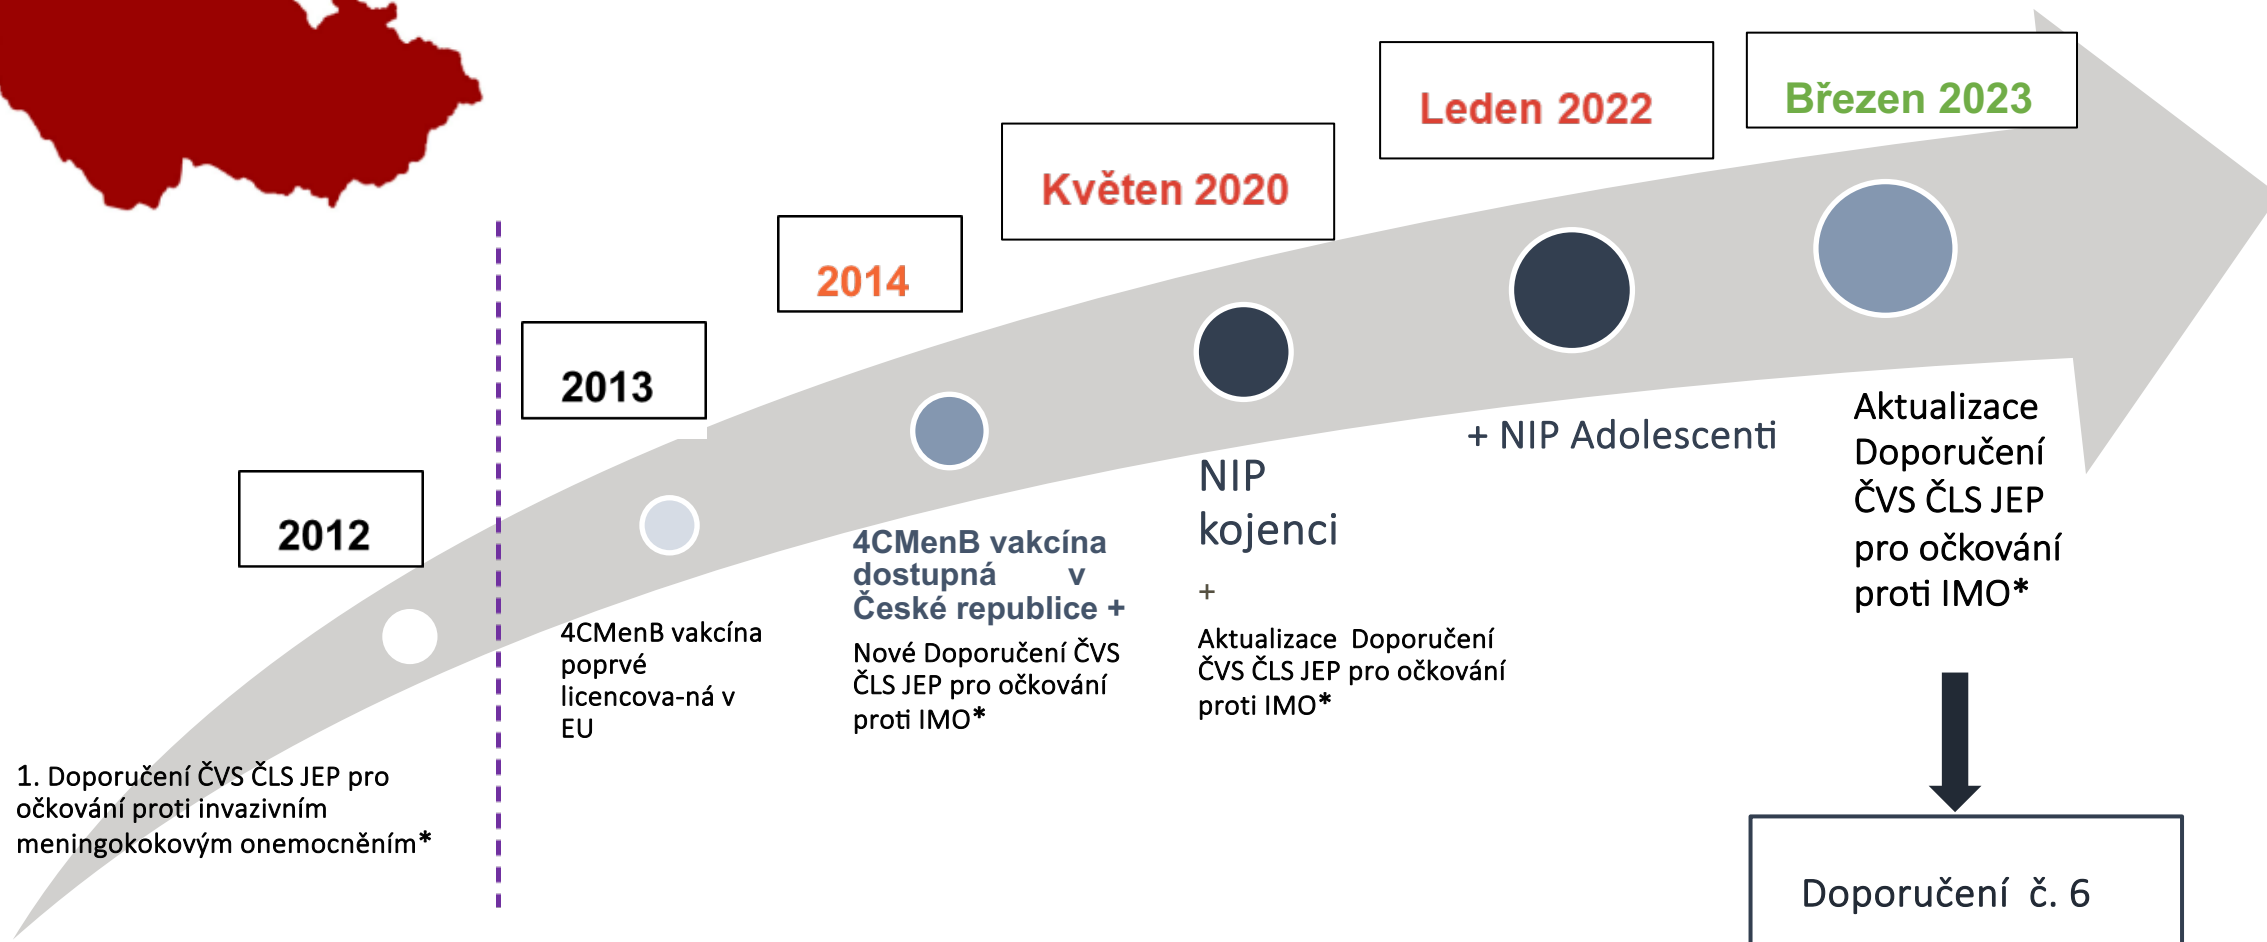 2012
1. Doporučení ČVS ČLS JEP pro
očkování proti invazivním
meningokokovým onemocněním*
2013
4CMenB vakcína
poprvé
licencova-ná v
EU
2014
4CMenB vakcína
dostupná v
České republice +
Nové Doporučení ČVS
ČLS JEP pro očkování
proti IMO*
Květen 2020
NIP
kojenci
+
Aktualizace Doporučení
ČVS ČLS JEP pro očkování
proti IMO*
Leden 2022
+ NIP Adolescenti
Březen 2023
Aktualizace
Doporučení
ČVS ČLS JEP
pro očkování
proti IMO*
Doporučení č. 6